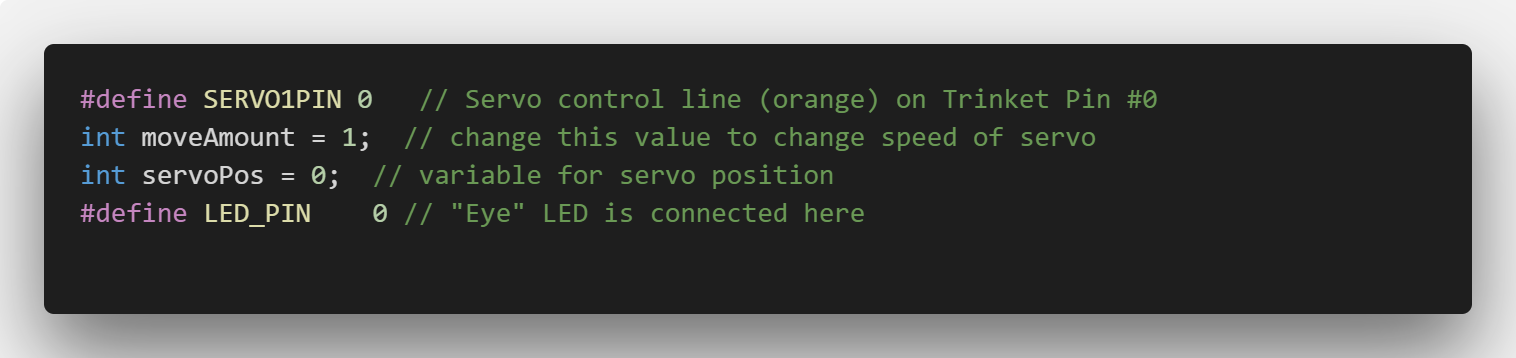 #define SERVO1PIN 0   // Servo control line (orange) on Trinket Pin #0
int moveAmount = 1;  // change this value to change speed of servo
int servoPos = 0;  // variable for servo position
#define LED_PIN    0 // "Eye" LED is connected here